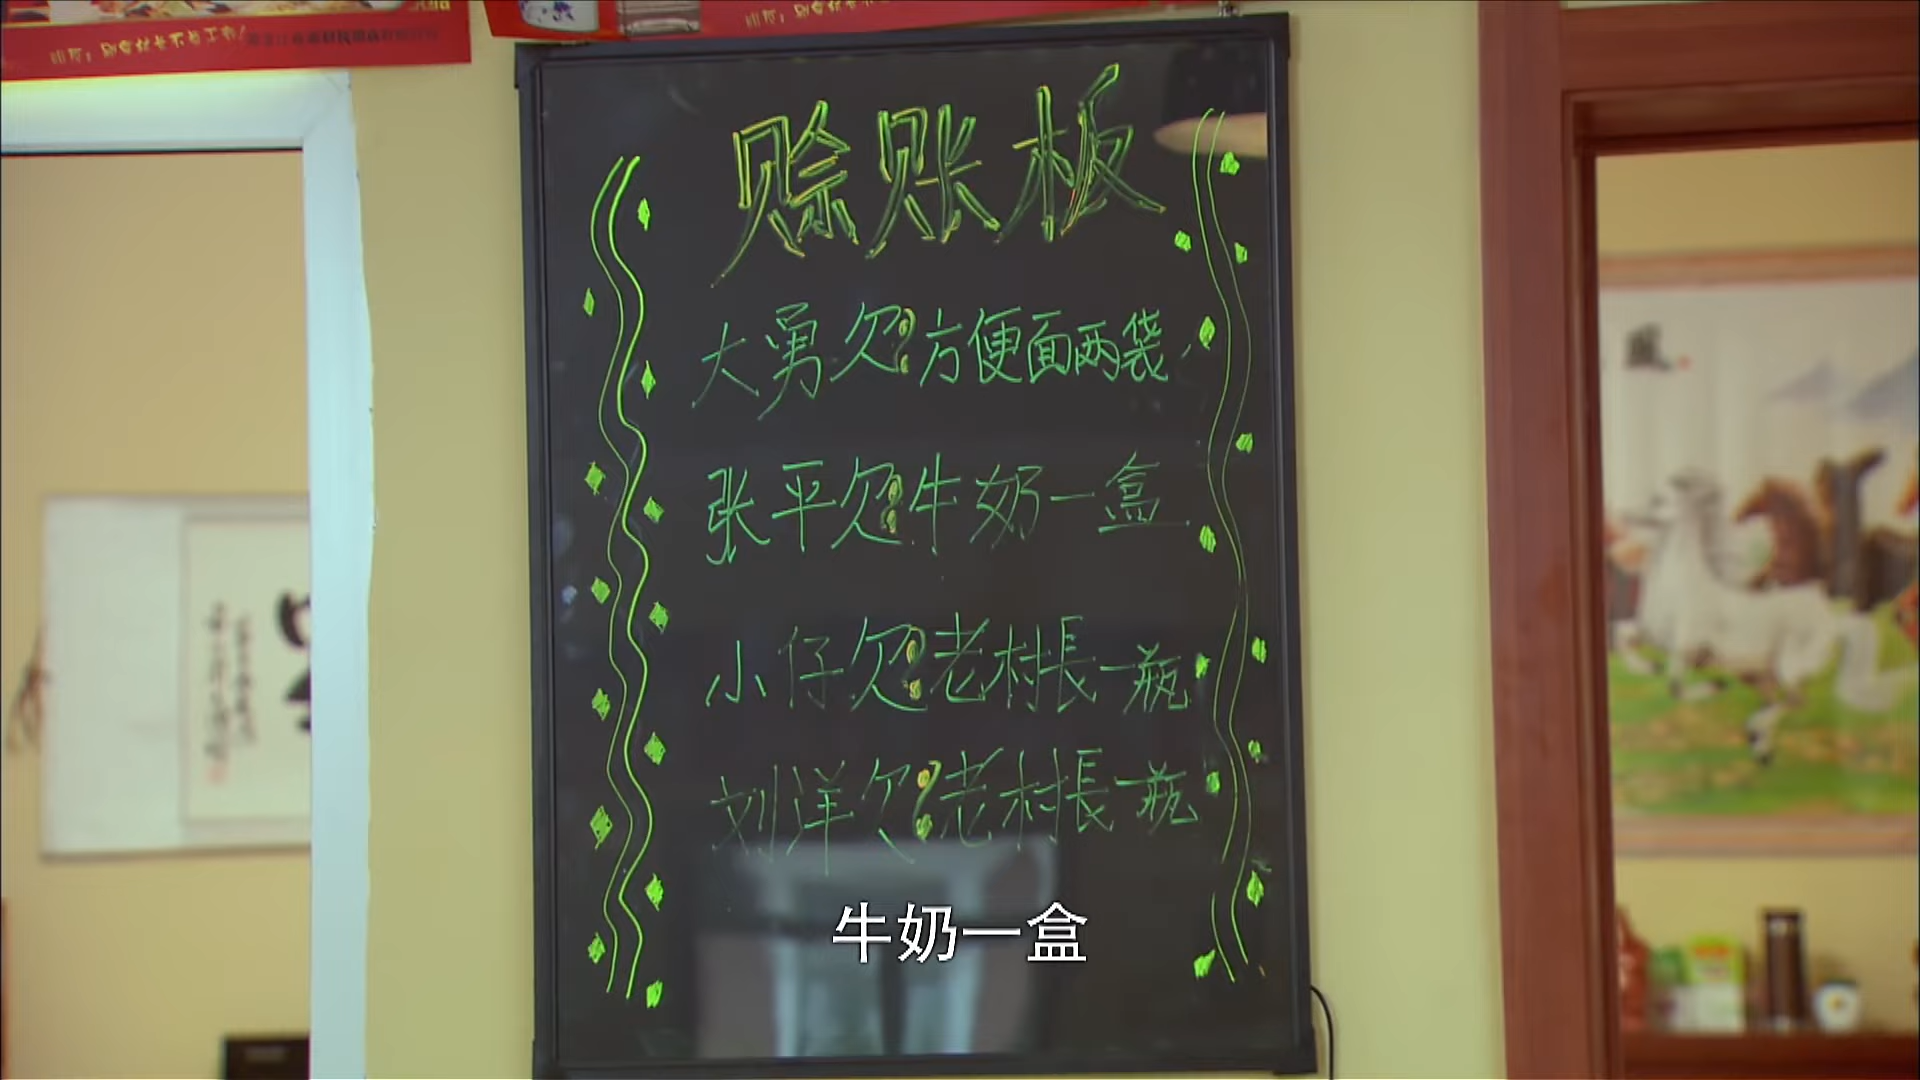 赊账板
大勇欠：方便面两袋
张平欠：牛奶一盒
小仔欠：老村長一瓶
刘洋欠：老村長一瓶
牛奶一盒